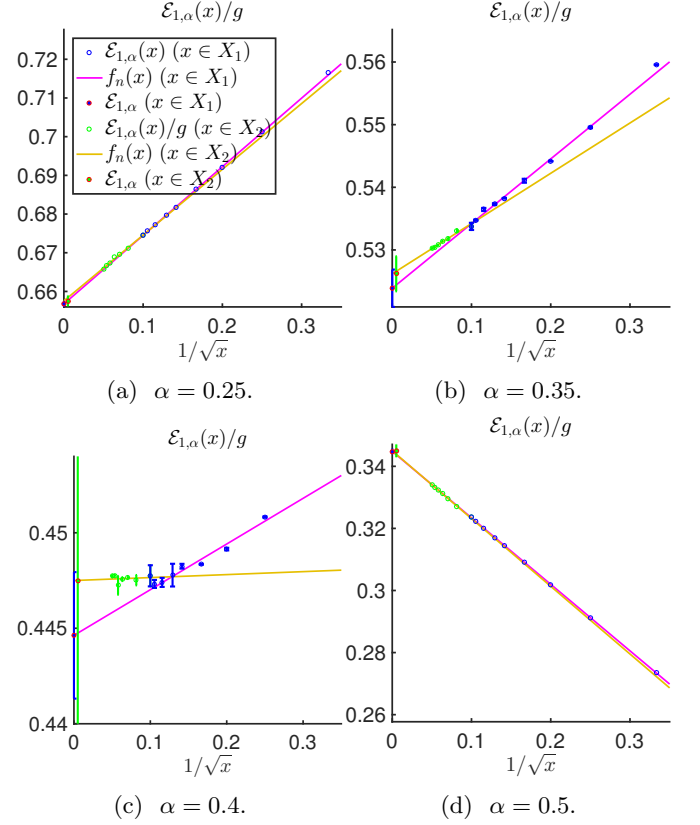 ℰ₁,α(x)/g
0.72
0.71
0.7
0.69
0.68
0.67
0.66
ℰ₁,α(x) (x ∈ X₁)
fₙ(x) (x ∈ X₁)
ℰ₁,α (x ∈ X₁)
ℰ₁,α(x)/g (x ∈ X₂)
fₙ(x) (x ∈ X₂)
ℰ₁,α (x ∈ X₂)
0 0.1 0.2 0.3
1/√x
(a) α = 0.25.
ℰ₁,α(x)/g
0.56
0.55
0.54
0.53
0 0.1 0.2 0.3
1/√x
(b) α = 0.35.
ℰ₁,α(x)/g
0.45
0.445
0.44
0 0.1 0.2 0.3
1/√x
(c) α = 0.4.
ℰ₁,α(x)/g
0.34
0.32
0.3
0.28
0.26
0 0.1 0.2 0.3
1/√x
(d) α = 0.5.